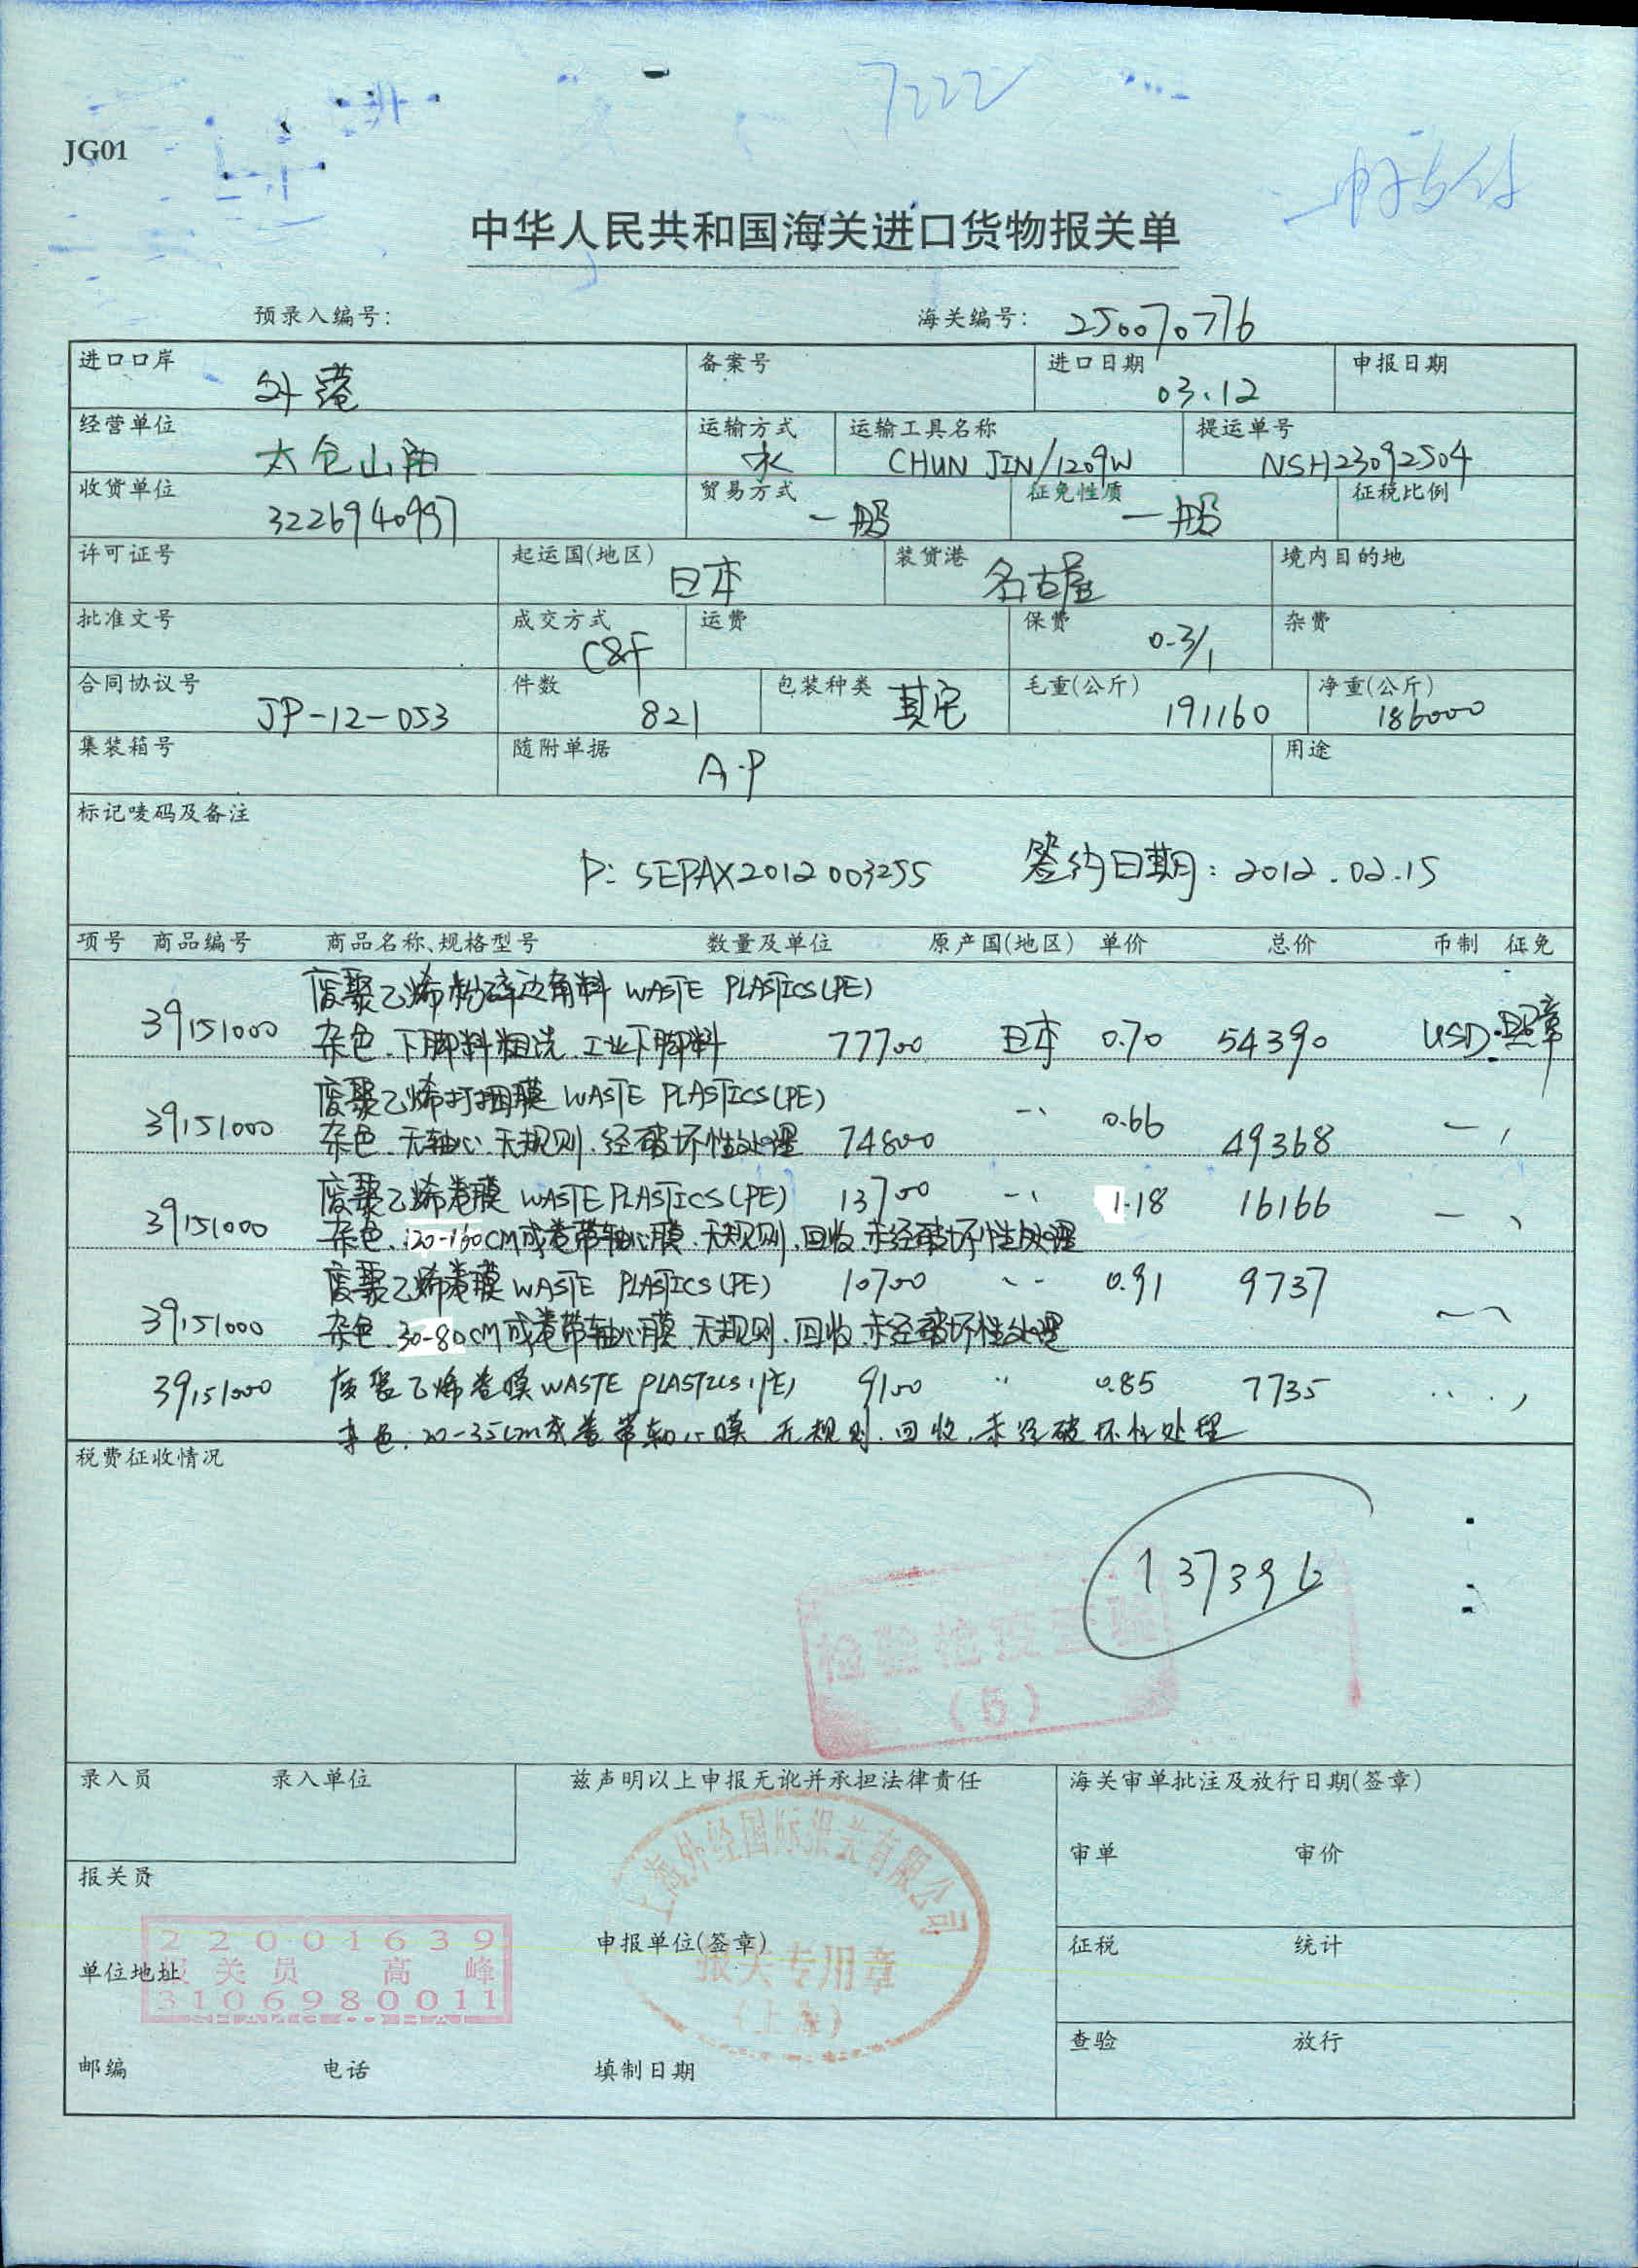 7222
JG01
中华人民共和国海关进口货物报关单
预录入编号: 海关编号: 250070776
进口口岸 备案号 进口日期 申报日期
外港 03.12
经营单位 运输方式 运输工具名称 提运单号
太仓山田 水 CHUN JIN/1209W NSH23092504
收货单位 贸易方式 征免性质 征税比例
3226940997 一般 一般
许可证号 起运国(地区) 装货港 境内目的地
日本 名古屋
批准文号 成交方式 运费 保费 杂费
C&F 0.3/1
合同协议号 件数 包装种类 毛重(公斤) 净重(公斤)
JP-12-053 821 其它 191160 186000
集装箱号 随附单据 用途
A.P
标记唛码及备注
P: SEPAX2012003255 签约日期: 2012.02.15
项号 商品编号 商品名称、规格型号 数量及单位 原产国(地区) 单价 总价 币制 征免
废聚乙烯粉碎边角料 WASTE PLASTICS(PE)
39151000 杂色.下脚料粗洗.工业下脚料 77700 日本 0.70 54390 USD 照章
废聚乙烯打捆膜 WASTE PLASTICS(PE)
39151000 杂色.无轴心.无规则.经破坏性处理 74800 0.66 49368
废聚乙烯卷膜 WASTE PLASTICS(PE) 13700 1.18 16166
39151000 杂色.120-160CM成卷带轴心膜.无规则.回收.未经破坏性处理
废聚乙烯卷膜 WASTE PLASTICS(PE) 10700 0.91 9737
39151000 杂色.30-80CM成卷带轴心膜.无规则.回收.未经破坏性处理
39151000 废聚乙烯卷膜 WASTE PLASTICS(PE) 9100 0.85 7735
杂色.20-35cm成卷带轴心膜.无规则.回收.未经破坏性处理
税费征收情况
137396
检验检疫查验
(5)
录入员 录入单位 兹声明以上申报无讹并承担法律责任 海关审单批注及放行日期(签章)
上海外经国际报关有限公司
审单 审价
报关员
22001639
申报单位(签章) 征税 统计
单位地址
报关员 高峰
报关专用章
3106980011
(上海)
查验 放行
邮编 电话 填制日期